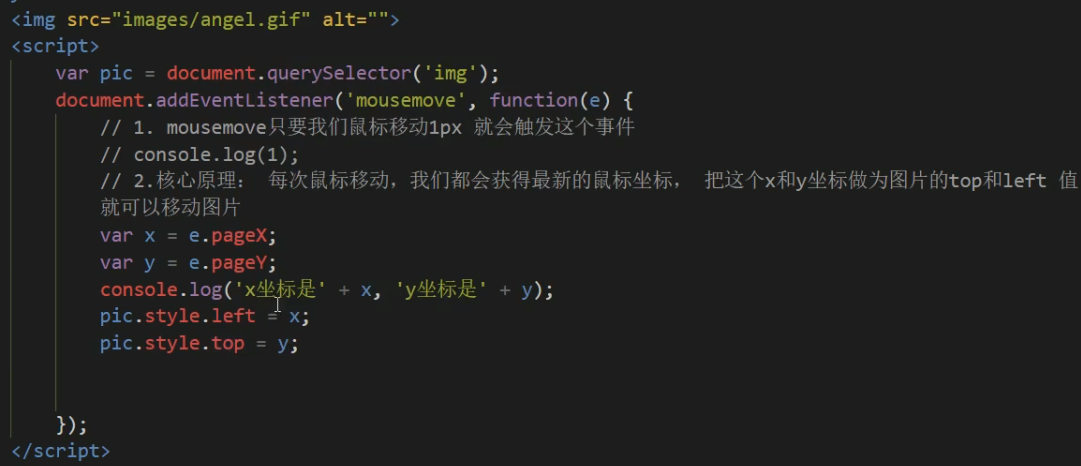 <img src="images/angel.gif" alt="">
<script>
var pic = document.querySelector('img');
document.addEventListener('mousemove', function(e) {
// 1. mousemove只要我们鼠标移动1px 就会触发这个事件
// console.log(1);
// 2.核心原理： 每次鼠标移动，我们都会获得最新的鼠标坐标， 把这个x和y坐标做为图片的top和left 值
就可以移动图片
var x = e.pageX;
var y = e.pageY;
console.log('x坐标是' + x, 'y坐标是' + y);
pic.style.left = x;
pic.style.top = y;
});
</script>